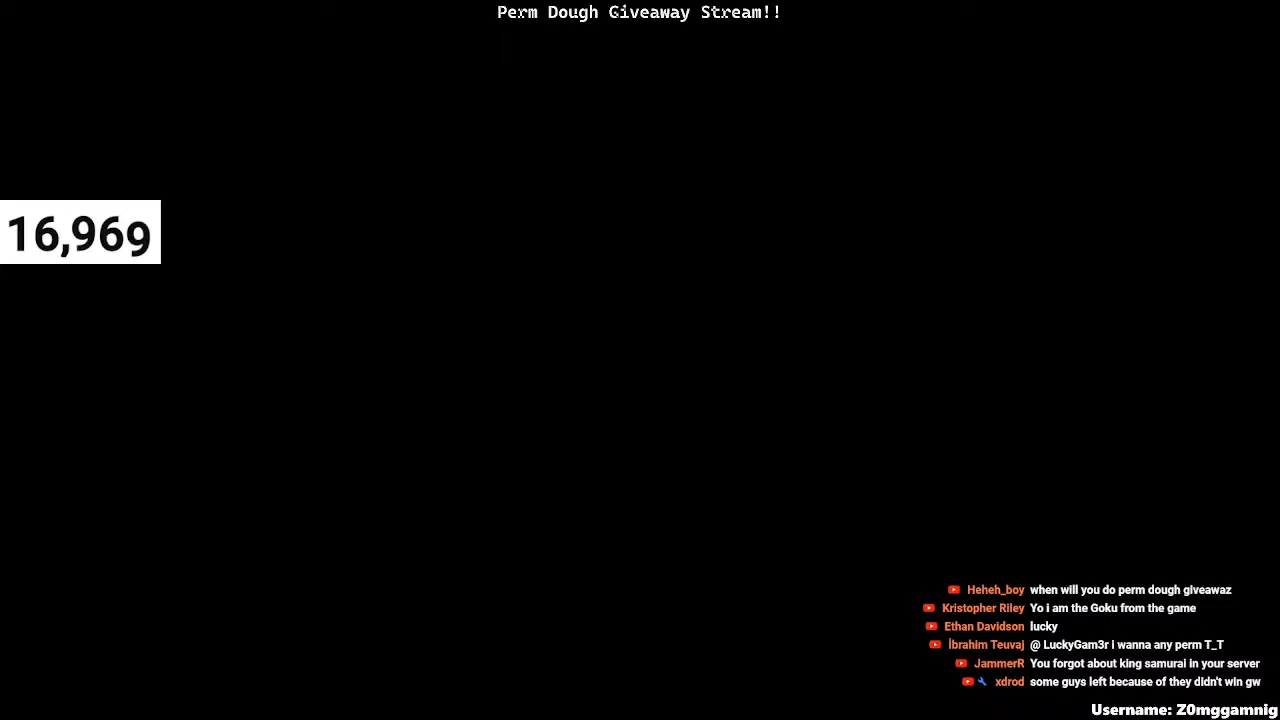 Perm Dough Giveaway Stream!!
16,969
Heheh_boy when will you do perm dough giveawaz
Kristopher Riley Yo i am the Goku from the game
Ethan Davidson lucky
İbrahim Teuvaj @ LuckyGam3r i wanna any perm T_T
JammerR You forgot about king samurai in your server
xdrod some guys left because of they didn't win gw
Username: Z0mggamnig